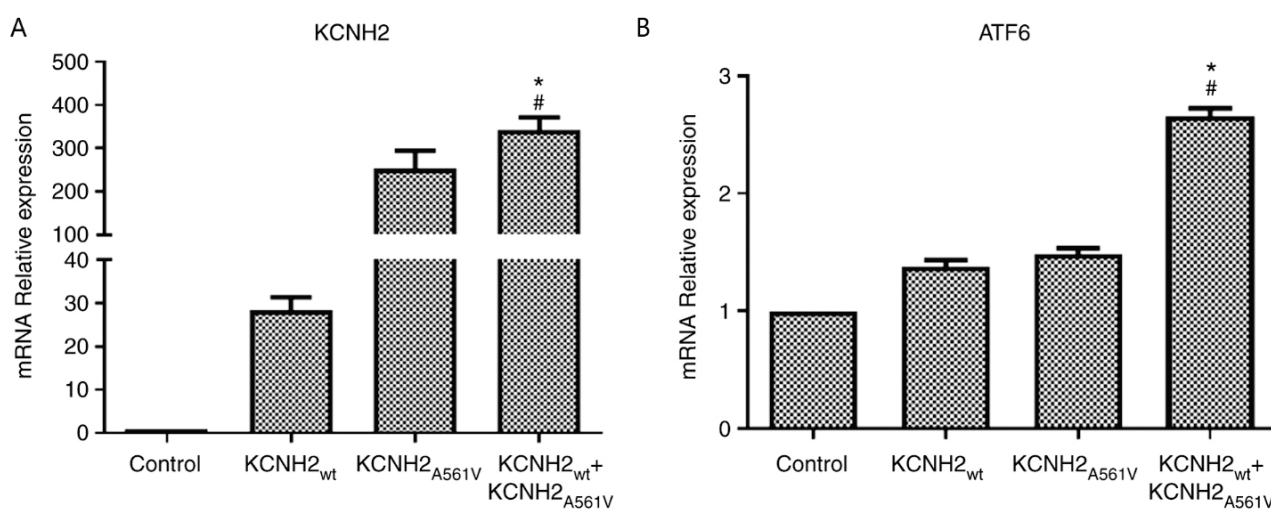 A
KCNH2
mRNA Relative expression
500
400
300
200
100
40
30
20
10
0
*
#
Control
KCNH2wt
KCNH2A561V
KCNH2wt+
KCNH2A561V
B
ATF6
mRNA Relative expression
3
2
1
0
*
#
Control
KCNH2wt
KCNH2A561V
KCNH2wt+
KCNH2A561V